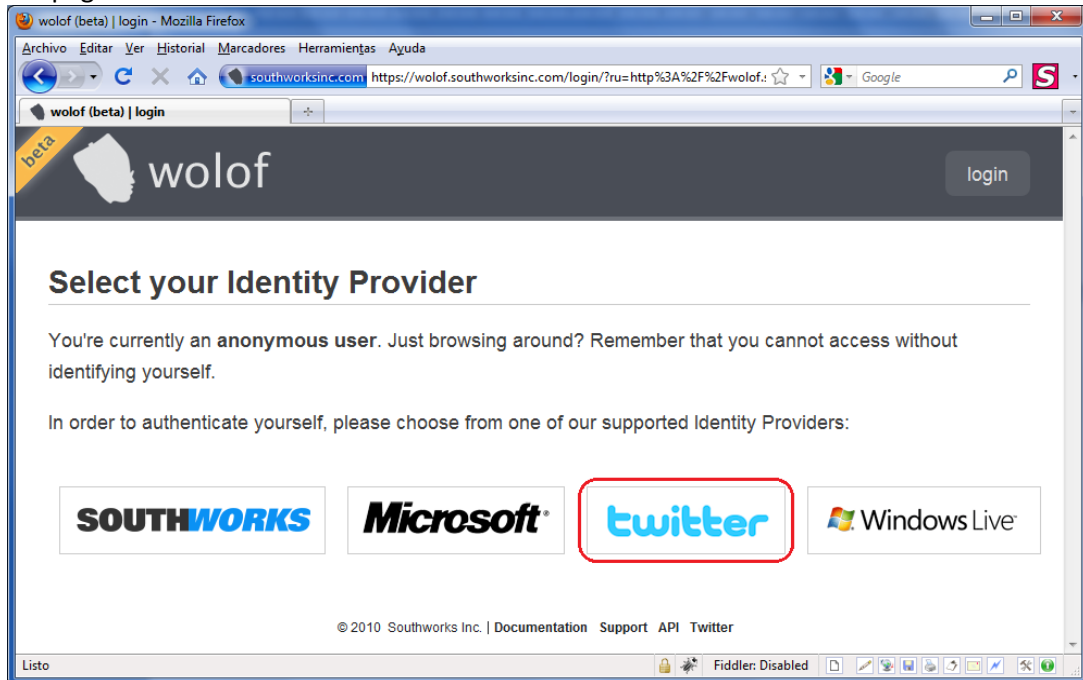 wolof (beta) | login - Mozilla Firefox
Archivo Editar Ver Historial Marcadores Herramientas Ayuda
southworksinc.com https://wolof.southworksinc.com/login/?ru=http%3A%2F%2Fwolof.s Google S
wolof (beta) | login
beta
wolof
login
Select your Identity Provider
You're currently an anonymous user. Just browsing around? Remember that you cannot access without
identifying yourself.
In order to authenticate yourself, please choose from one of our supported Identity Providers:
SOUTHWORKS Microsoft twitter Windows Live
© 2010 Southworks Inc. | Documentation Support API Twitter
Listo Fiddler: Disabled